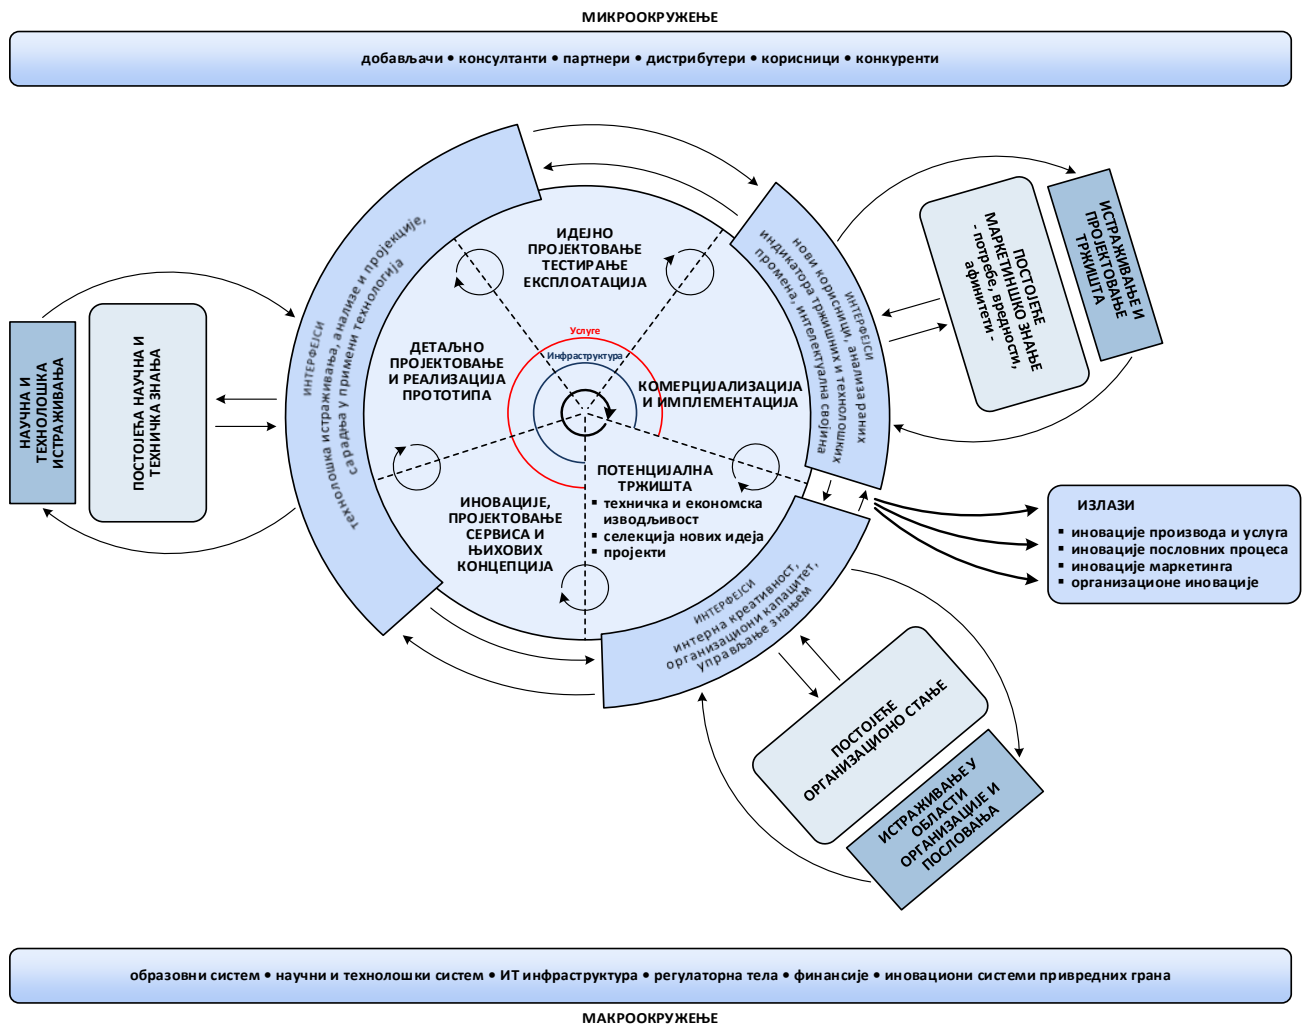 МИКРООКРУЖЕЊЕ
добављачи • консултанти • партнери • дистрибутери • корисници • конкуренти
НАУЧНА И
ТЕХНОЛОШКА
ИСТРАЖИВАЊА
ПОСТОЈЕЋА НАУЧНА И
ТЕХНИЧКА ЗНАЊА
ИНТЕРФЕЈСИ
технолошка истраживања, анализе и пројекције,
сарадња у примени технологија
ИДЕЈНО
ПРОЈЕКТОВАЊЕ
ТЕСТИРАЊЕ
ЕКСПЛОАТАЦИЈА
ДЕТАЉНО
ПРОЈЕКТОВАЊЕ
И РЕАЛИЗАЦИЈА
ПРОТОТИПА
Услуге
Инфраструктура
КОМЕРЦИЈАЛИЗАЦИЈА
И ИМПЛЕМЕНТАЦИЈА
ИНОВАЦИЈЕ,
ПРОЈЕКТОВАЊЕ
СЕРВИСА И
ЊИХОВИХ
КОНЦЕПЦИЈА
ПОТЕНЦИЈАЛНА
ТРЖИШТА
▪ техничка и економска
изводљивост
▪ селекција нових идеја
▪ пројекти
ИНТЕРФЕЈСИ
нови корисници, анализа раних
индикатора тржишних и технолошких
промена, интелектуална својина
ПОСТОЈЕЋЕ
МАРКЕТИНШКО ЗНАЊЕ
- потребе, вредности,
афинитети -
ИСТРАЖИВАЊЕ И
ПРОЈЕКТОВАЊЕ
ТРЖИШТА
ИНТЕРФЕЈСИ
интерна креативност,
организациони капацитет,
управљање знањем
ИЗЛАЗИ
▪ иновације производа и услуга
▪ иновације пословних процеса
▪ иновације маркетинга
▪ организационе иновације
ПОСТОЈЕЋЕ
ОРГАНИЗАЦИОНО СТАЊЕ
ИСТРАЖИВАЊЕ У
ОБЛАСТИ
ОРГАНИЗАЦИЈЕ И
ПОСЛОВАЊА
образовни систем • научни и технолошки систем • ИТ инфраструктура • регулаторна тела • финансије • иновациони системи привредних грана
МАКРООКРУЖЕЊЕ